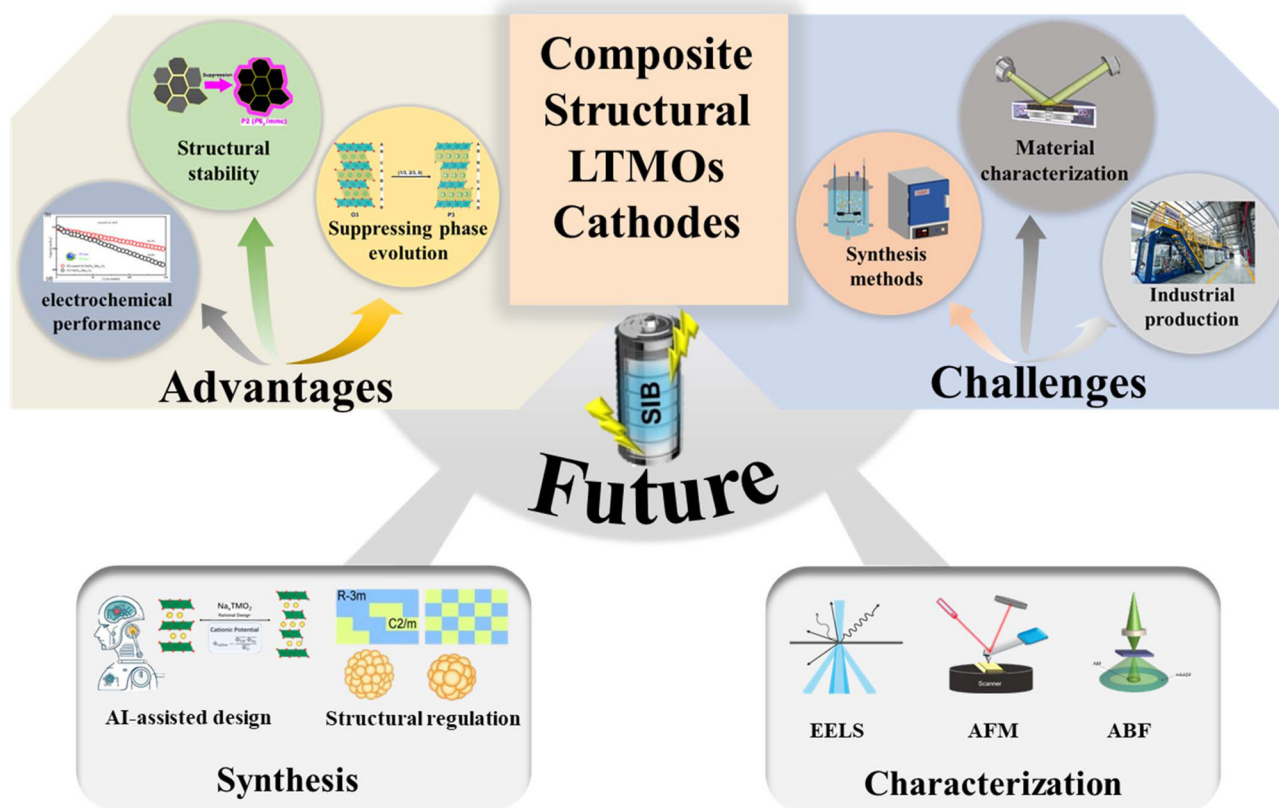 Composite
Structural
LTMOs
Cathodes
Suppression
P2 (P6₃/mmc)
Structural
stability
(1/3, 2/3, 0)
O3
P3
Suppressing phase
evolution
electrochemical
performance
Advantages
Material
characterization
Synthesis
methods
Industrial
production
Challenges
SIB
Future
NaₓTMO₂
Rational Design
Cationic Potential
AI-assisted design
R-3m
C2/m
Structural regulation
Synthesis
EELS
Scanner
AFM
ABF
HAADF
ABF
Characterization